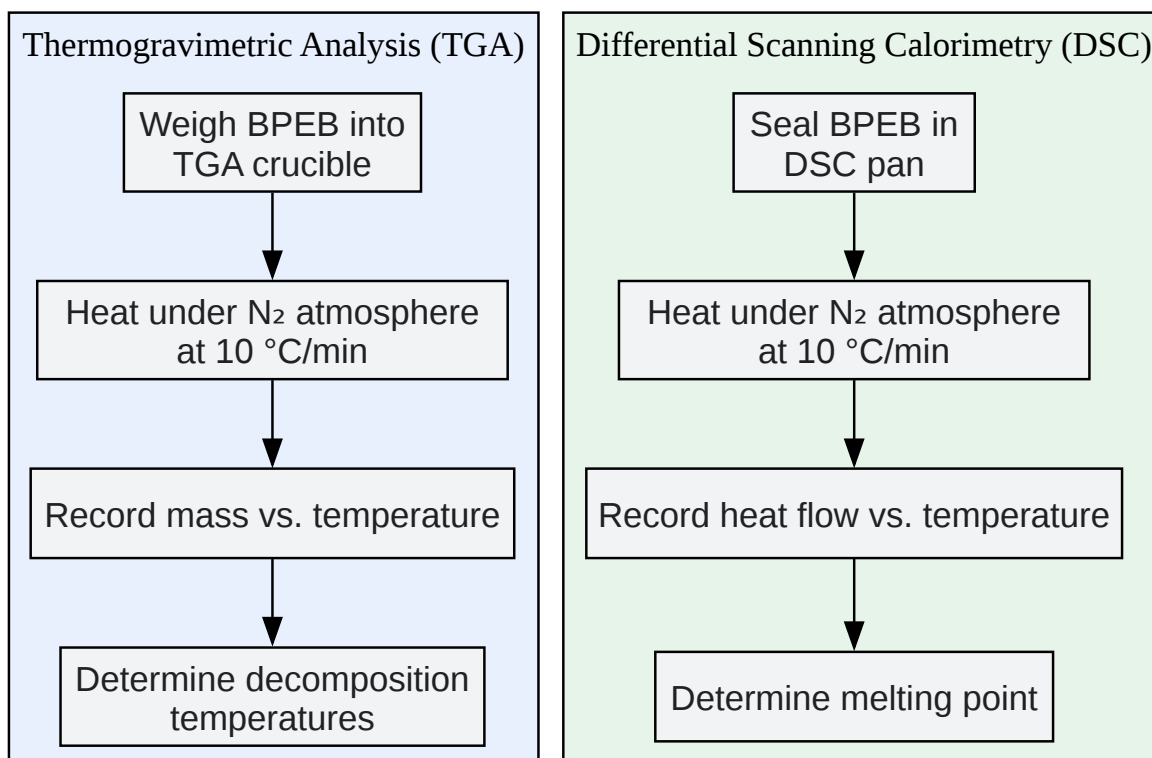 Thermogravimetric Analysis (TGA)
Weigh BPEB into
TGA crucible
Heat under N₂ atmosphere
at 10 °C/min
Record mass vs. temperature
Determine decomposition
temperatures
Differential Scanning Calorimetry (DSC)
Seal BPEB in
DSC pan
Heat under N₂ atmosphere
at 10 °C/min
Record heat flow vs. temperature
Determine melting point